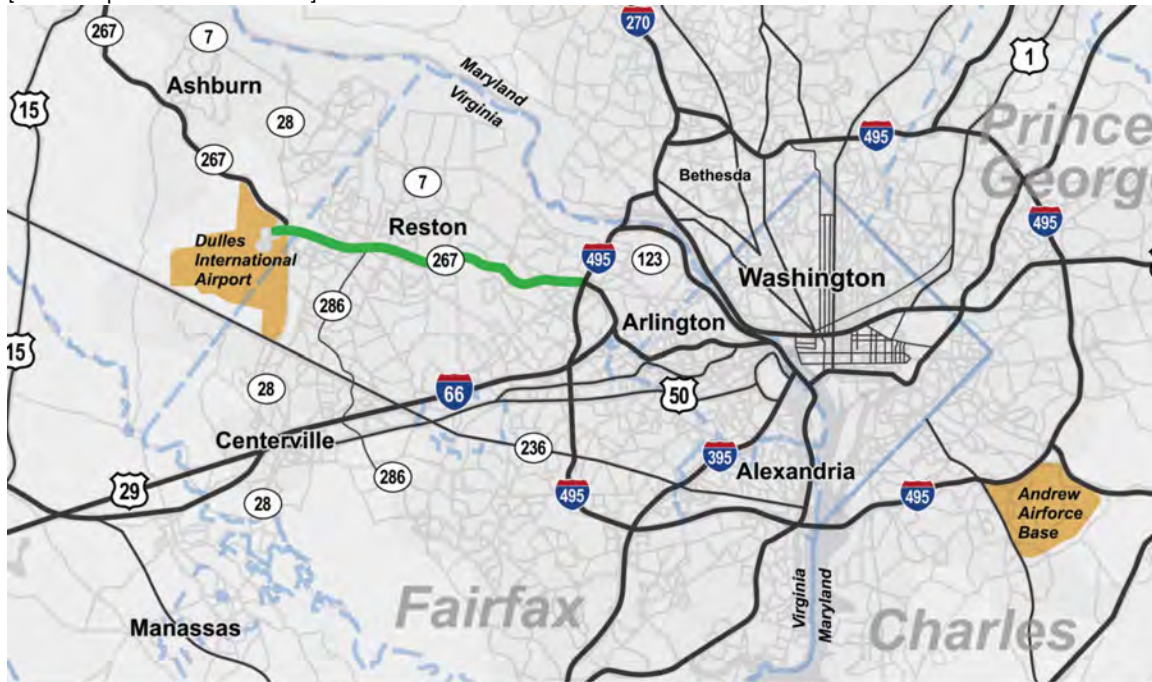 270
267
7
1
Ashburn
Maryland
Virginia
15
28
495
Prince
George
267
Bethesda
7
495
Reston
Dulles
International
Airport
267
495
123
Washington
286
Arlington
15
28
66
50
Centerville
236
395
Alexandria
286
29
28
495
495
Andrew
Airforce
Base
Virginia
Maryland
Fairfax
Charles
Manassas